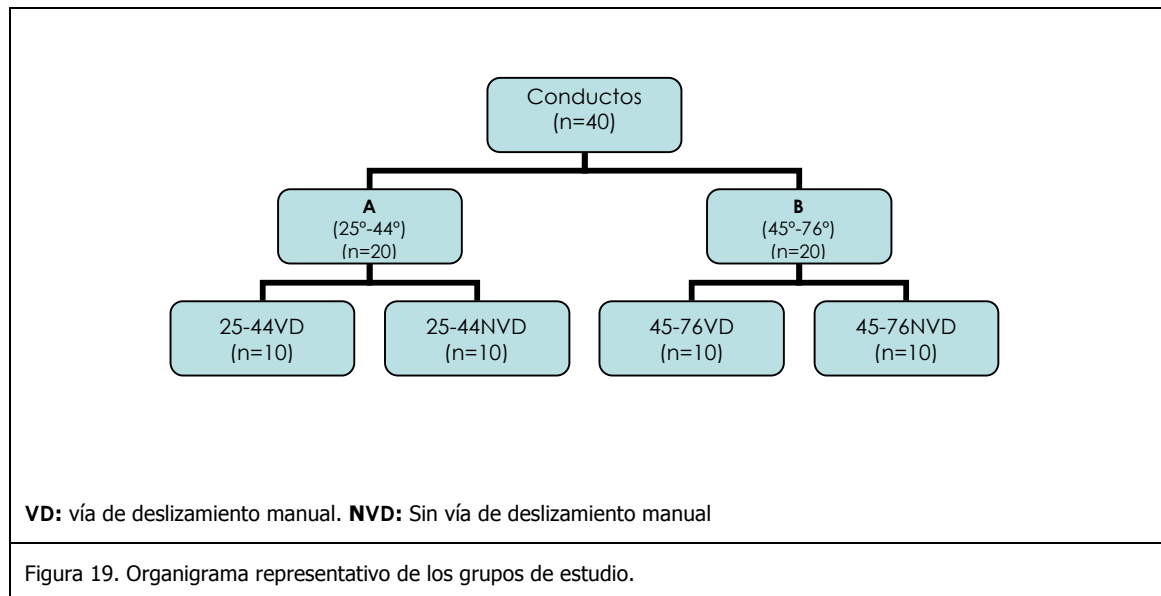 Conductos
(n=40)
A
(25º-44º)
(n=20)
B
(45º-76º)
(n=20)
25-44VD
(n=10)
25-44NVD
(n=10)
45-76VD
(n=10)
45-76NVD
(n=10)
VD: vía de deslizamiento manual. NVD: Sin vía de deslizamiento manual
Figura 19. Organigrama representativo de los grupos de estudio.